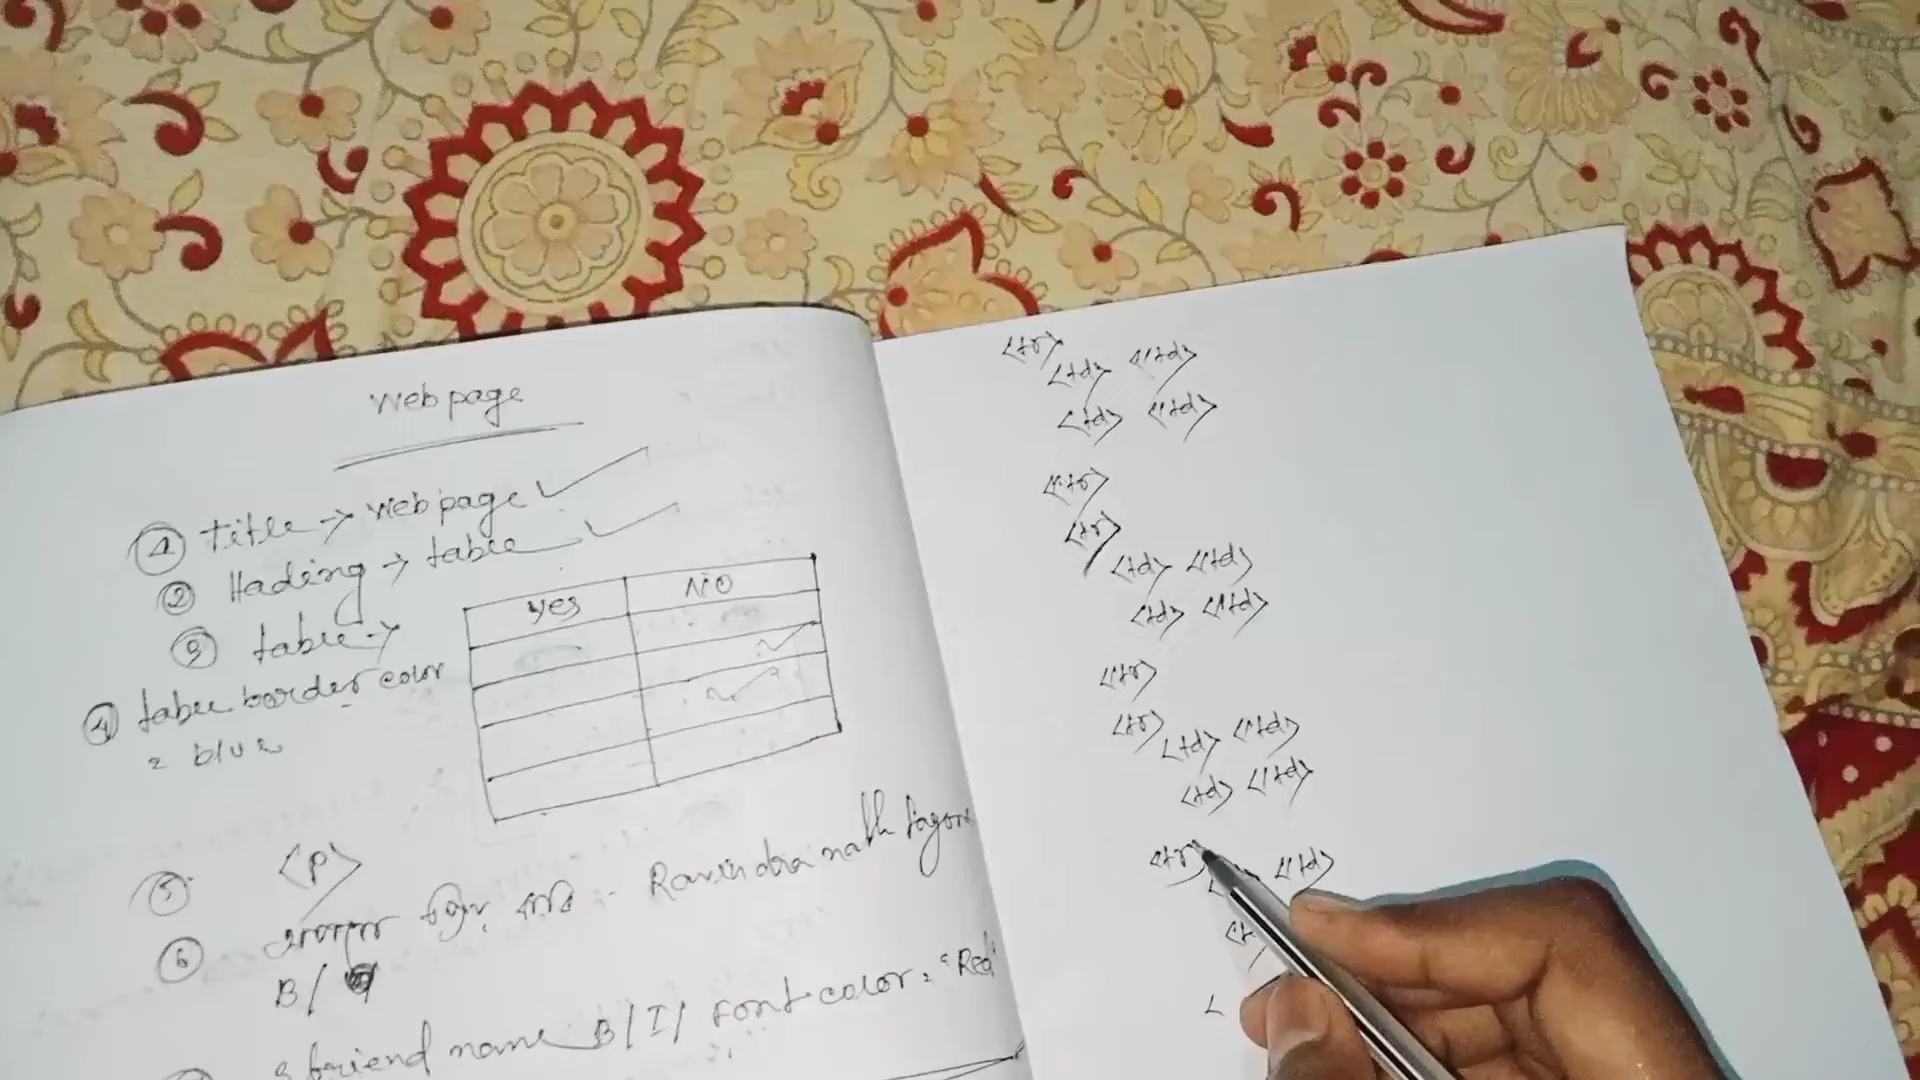 Web page
① Title → Web page
② Hading → table
③ table →
Yes NO
④ table border color
= blue
⑤ <P>
⑥ Ravindra nath Tagore
B/
friend name B/I/ Font color = "Red"
<tr>
<td> </td>
<td> </td>
</tr>
<tr>
<td> </td>
<td> </td>
</tr>
<tr>
<td> </td>
<td> </td>
<tr>
</td>
<